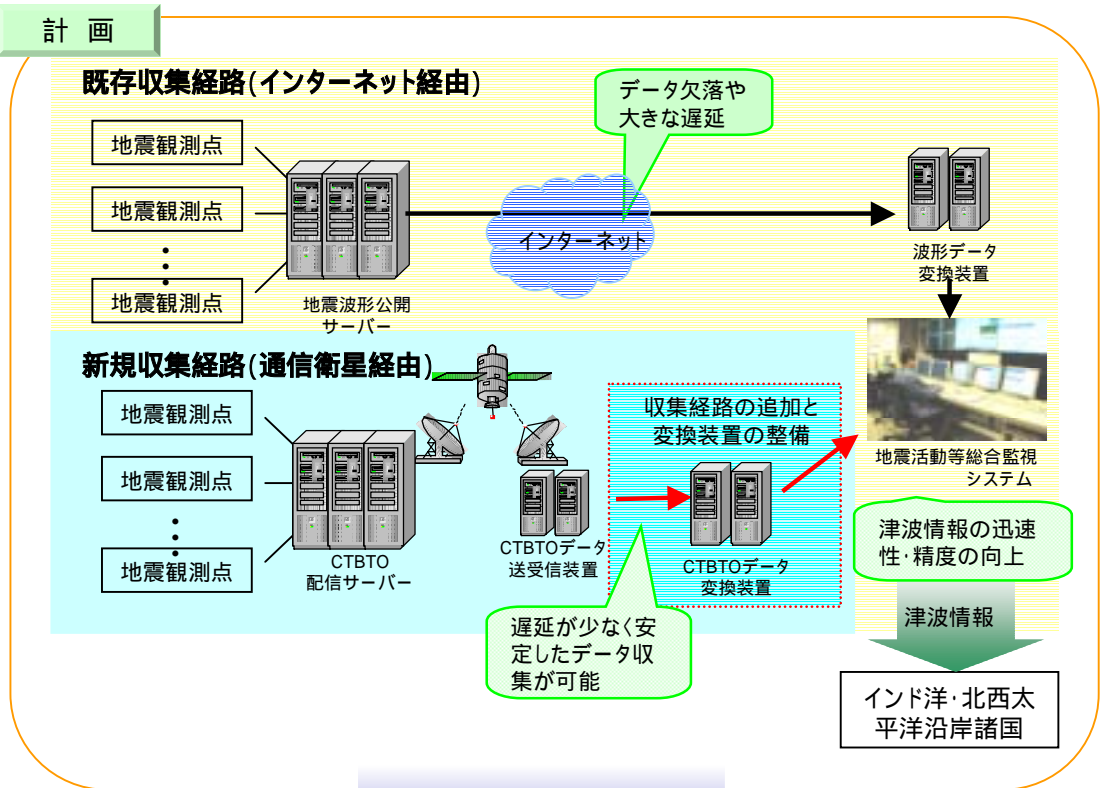 計 画
既存収集経路(インターネット経由)
データ欠落や
大きな遅延
地震観測点
地震観測点
⋮
地震観測点
地震波形公開
サーバー
インターネット
波形データ
変換装置
新規収集経路(通信衛星経由)
地震観測点
地震観測点
⋮
地震観測点
CTBTO
配信サーバー
CTBTOデータ
送受信装置
収集経路の追加と
変換装置の整備
CTBTOデータ
変換装置
地震活動等総合監視
システム
遅延が少なく安
定したデータ収
集が可能
津波情報の迅速
性・精度の向上
津波情報
インド洋・北西太
平洋沿岸諸国